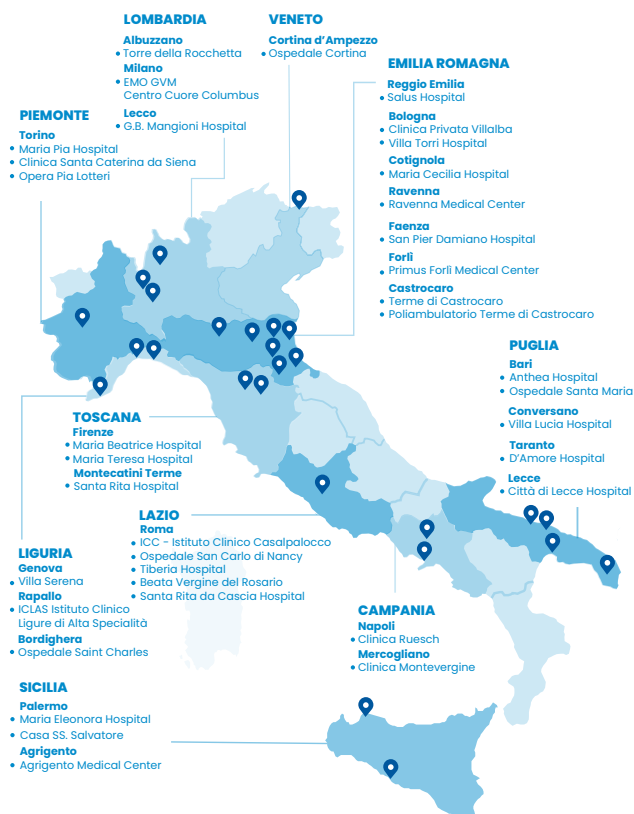 LOMBARDIA
Albuzzano
Torre della Rocchetta
Milano
EMO GVM
Centro Cuore Columbus
Lecco
G.B. Mangioni Hospital
VENETO
Cortina d’Ampezzo
Ospedale Cortina
EMILIA ROMAGNA
Reggio Emilia
Salus Hospital
Bologna
Clinica Privata Villalba
Villa Torri Hospital
Cotignola
Maria Cecilia Hospital
Ravenna
Ravenna Medical Center
Faenza
San Pier Damiano Hospital
Forlì
Primus Forlì Medical Center
Castrocaro
Terme di Castrocaro
Poliambulatorio Terme di Castrocaro
PIEMONTE
Torino
Maria Pia Hospital
Clinica Santa Caterina da Siena
Opera Pia Lotteri
PUGLIA
Bari
Anthea Hospital
Ospedale Santa Maria
Conversano
Villa Lucia Hospital
Taranto
D’Amore Hospital
Lecce
Città di Lecce Hospital
TOSCANA
Firenze
Maria Beatrice Hospital
Maria Teresa Hospital
Montecatini Terme
Santa Rita Hospital
LAZIO
Roma
ICC - Istituto Clinico Casalpalocco
Ospedale San Carlo di Nancy
Tiberia Hospital
Beata Vergine del Rosario
Santa Rita da Cascia Hospital
LIGURIA
Genova
Villa Serena
Rapallo
ICLAS Istituto Clinico
Ligure di Alta Specialità
Bordighera
Ospedale Saint Charles
CAMPANIA
Napoli
Clinica Ruesch
Mercogliano
Clinica Montevergine
SICILIA
Palermo
Maria Eleonora Hospital
Casa SS. Salvatore
Agrigento
Agrigento Medical Center